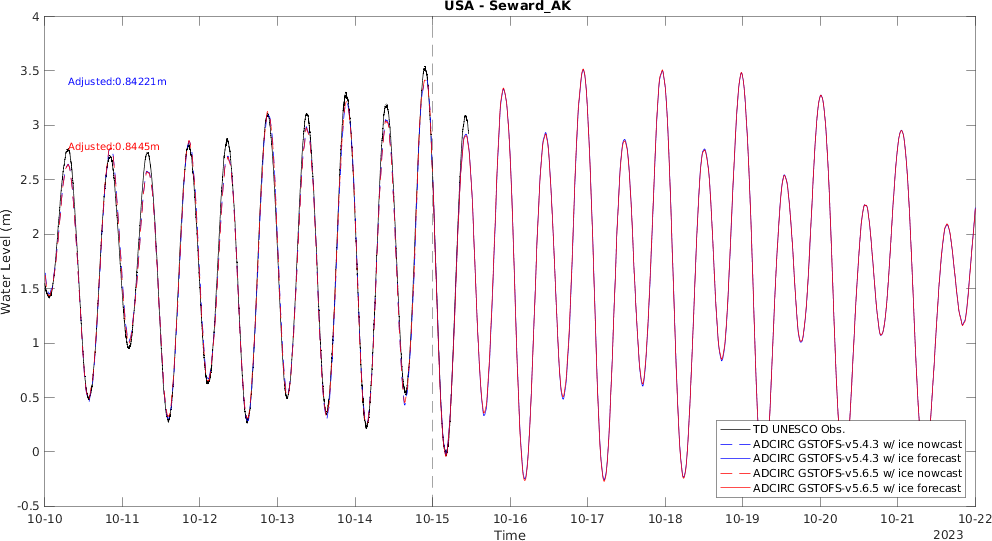 USA - Seward_AK
4
3.5
3
2.5
2
1.5
1
0.5
0
-0.5
Water Level (m)
Adjusted:0.84221m
Adjusted:0.8445m
TD UNESCO Obs.
ADCIRC GSTOFS-v5.4.3 w/ ice nowcast
ADCIRC GSTOFS-v5.4.3 w/ ice forecast
ADCIRC GSTOFS-v5.6.5 w/ ice nowcast
ADCIRC GSTOFS-v5.6.5 w/ ice forecast
10-10 10-11 10-12 10-13 10-14 10-15 10-16 10-17 10-18 10-19 10-20 10-21 10-22
Time
2023